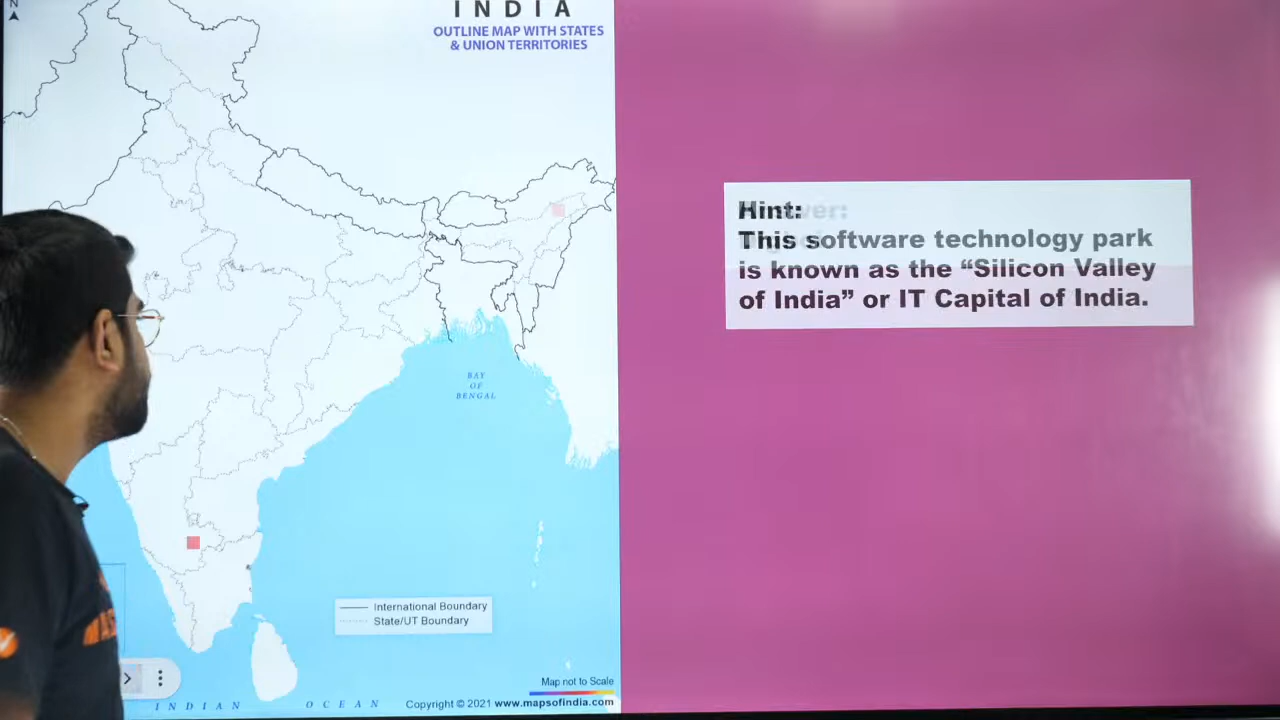 N
INDIA
OUTLINE MAP WITH STATES
& UNION TERRITORIES
BAY
OF
BENGAL
International Boundary
State/UT Boundary
Map not to Scale
INDIAN OCEAN
Copyright © 2021 www.mapsofindia.com
Hint:
This software technology park
is known as the “Silicon Valley
of India” or IT Capital of India.